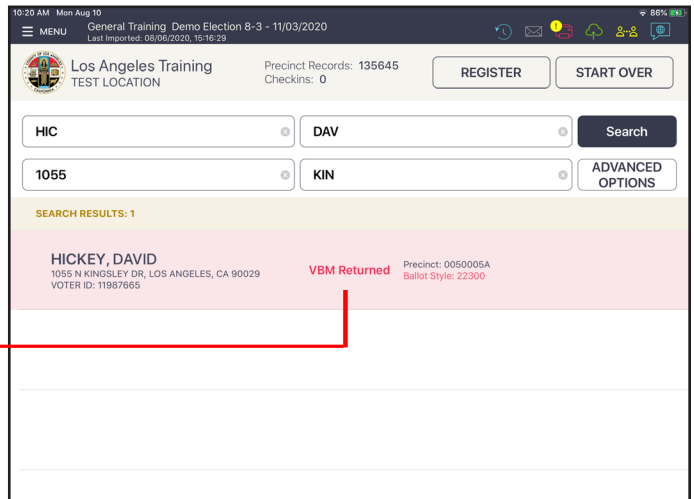 10:20 AM Mon Aug 10
86%
MENU
General Training Demo Election 8-3 - 11/03/2020
Last Imported: 08/06/2020, 15:16:29
Los Angeles Training
TEST LOCATION
Precinct Records: 135645
Checkins: 0
REGISTER
START OVER
HIC
DAV
Search
1055
KIN
ADVANCED
OPTIONS
SEARCH RESULTS: 1
HICKEY, DAVID
1055 N KINGSLEY DR, LOS ANGELES, CA 90029
VOTER ID: 11987665
VBM Returned
Precinct: 0050005A
Ballot Style: 22300